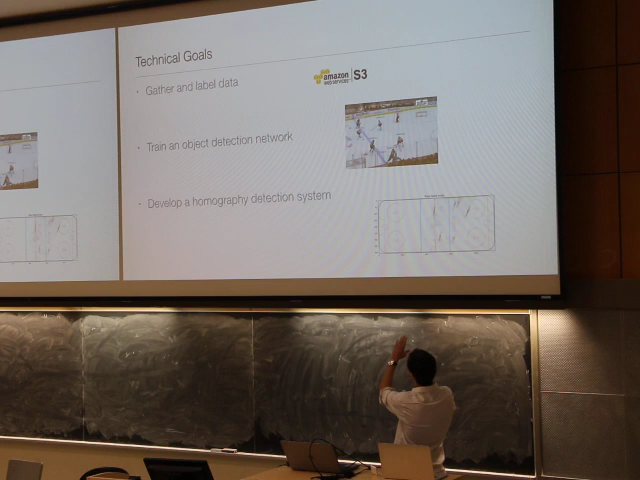 Technical Goals
• Gather and label data
amazon
web services
S3
• Train an object detection network
• Develop a homography detection system